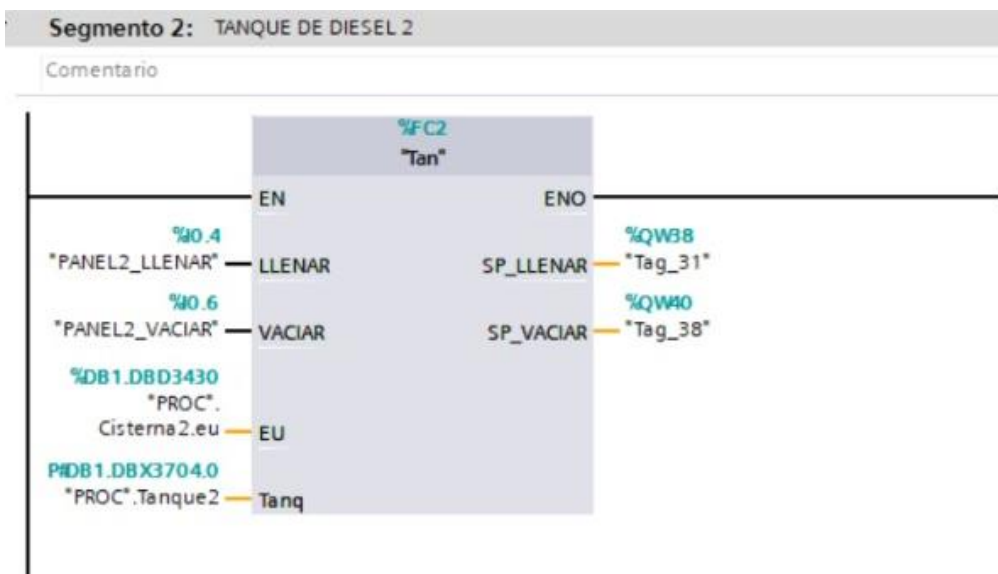 Segmento 2: TANQUE DE DIESEL 2
Comentario
%FC2
"Tan"
EN ENO
%I0.4
"PANEL2_LLENAR" LLENAR
SP_LLENAR
%QW38
"Tag_31"
%I0.6
"PANEL2_VACIAR" VACIAR
SP_VACIAR
%QW40
"Tag_38"
%DB1.DBD3430
"PROC".
Cisterna2.eu EU
P#DB1.DBX3704.0
"PROC".Tanque2 Tanq